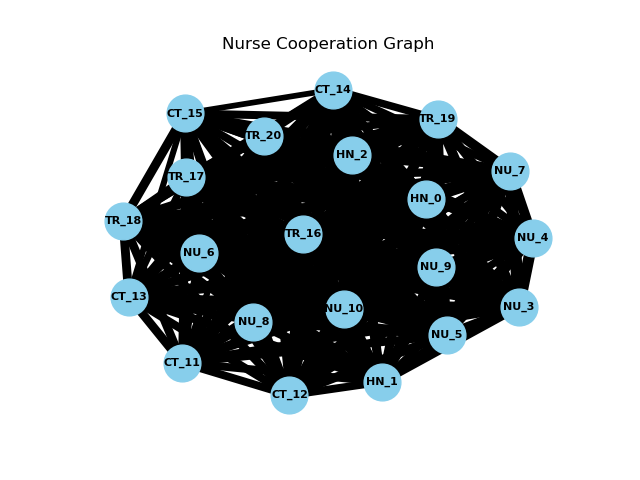 Nurse Cooperation Graph
CT_14
CT_15
TR_19
TR_20
HN_2
NU_7
TR_17
HN_0
TR_18
TR_16
NU_4
NU_6
NU_9
CT_13
NU_3
NU_10
NU_8
NU_5
CT_11
HN_1
CT_12